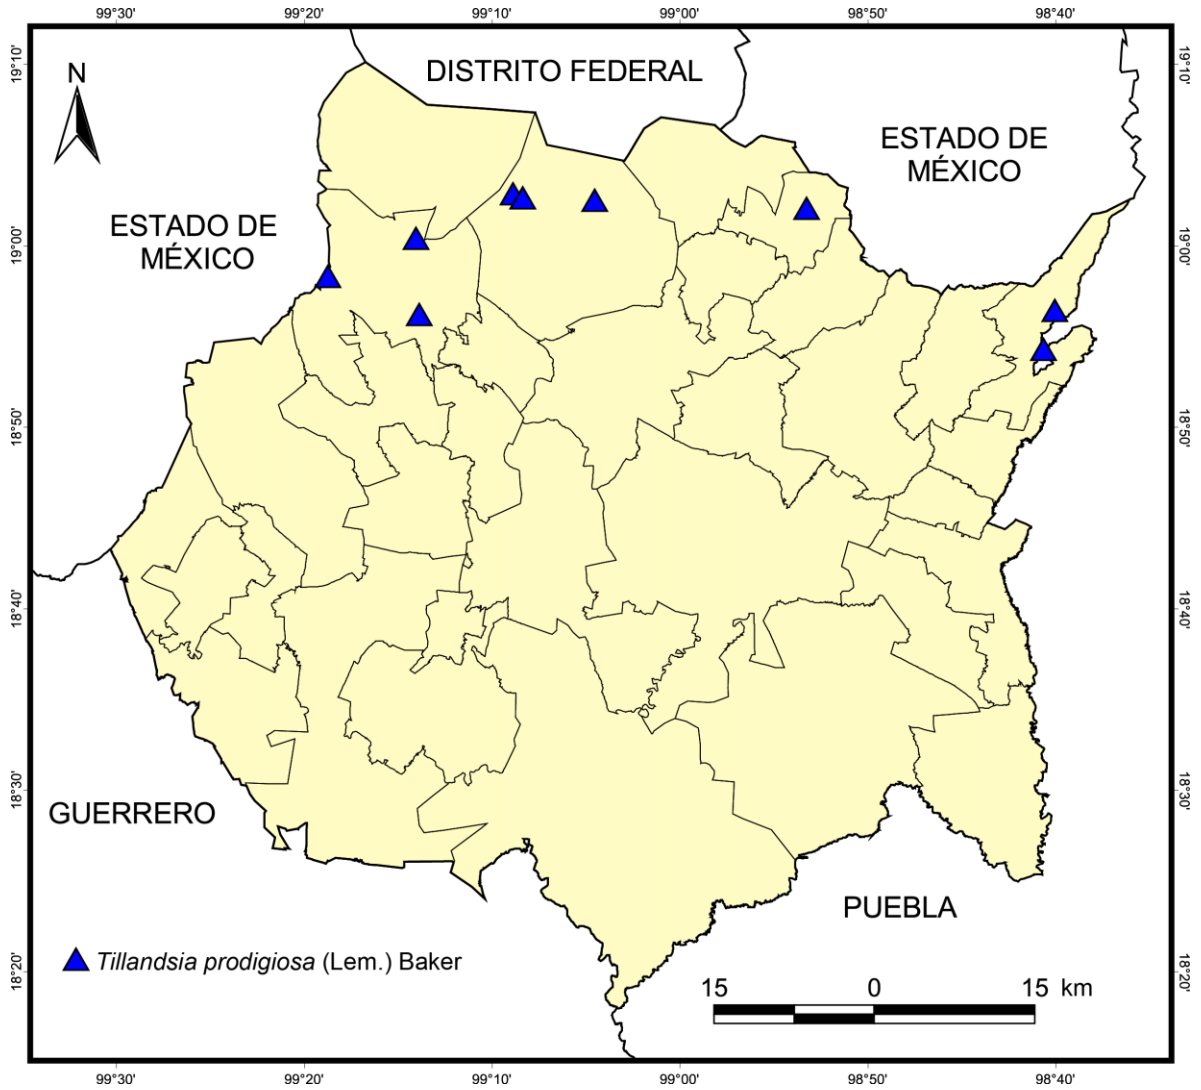 99°30' 99°20' 99°10' 99°00' 98°50' 98°40'
19°10' 19°10'
N
DISTRITO FEDERAL
ESTADO DE
MÉXICO
ESTADO DE
MÉXICO
19°00' 19°00'
18°50' 18°50'
18°40' 18°40'
18°30' 18°30'
GUERRERO
PUEBLA
Tillandsia prodigiosa (Lem.) Baker
18°20' 18°20'
15 0 15 km
99°30' 99°20' 99°10' 99°00' 98°50' 98°40'